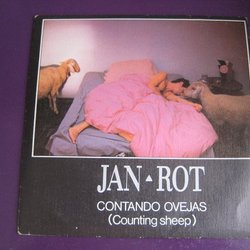 JAN ▲ ROT
CONTANDO OVEJAS
(Counting sheep)